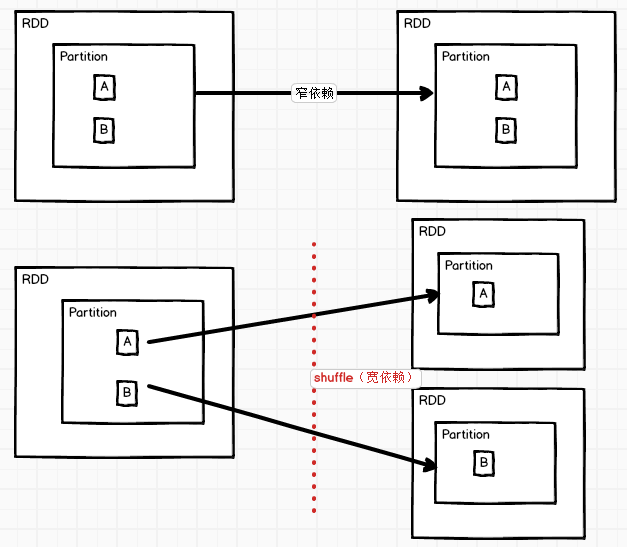 RDD
Partition
A
B
窄依赖
RDD
Partition
A
B
RDD
Partition
A
B
shuffle（宽依赖）
RDD
Partition
A
RDD
Partition
B